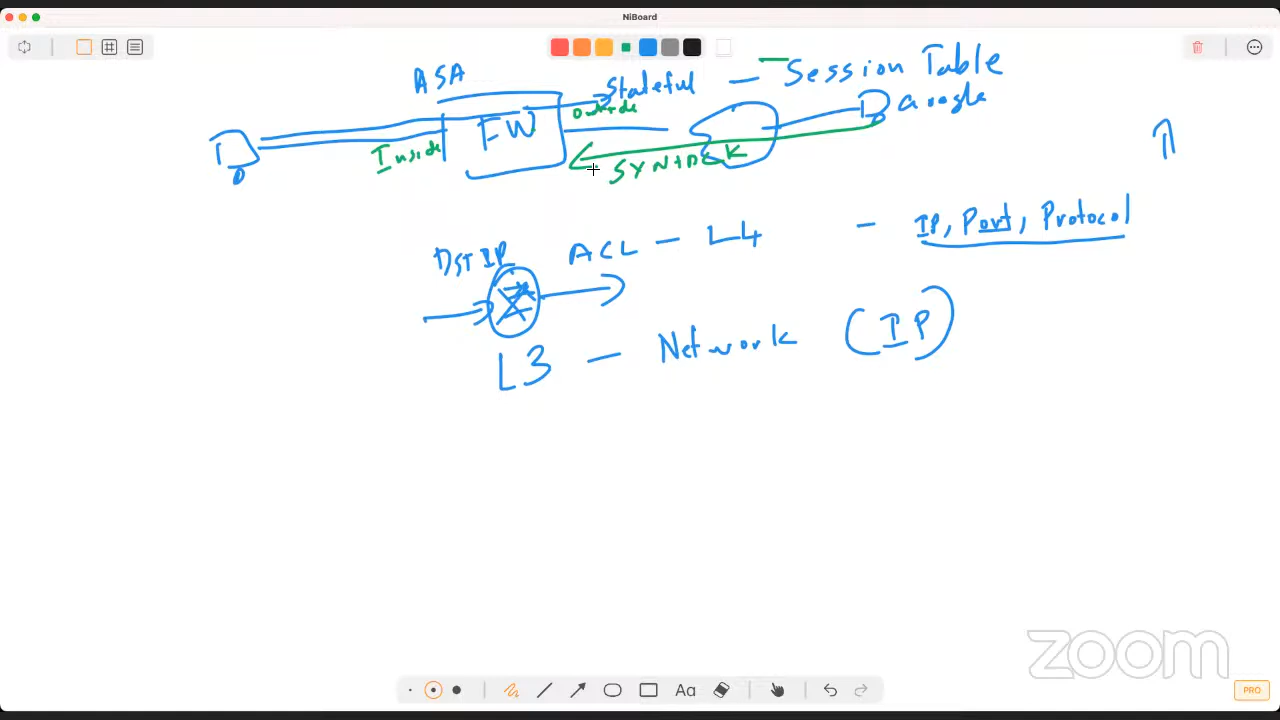 NiBoard
ASA
Stateful – Session Table
Outside
Google
FW
Inside
SYN+ACK
IP, Port, Protocol
DST IP
ACL – L4 –
L3 – Network (IP)
zoom
Aa
PRO